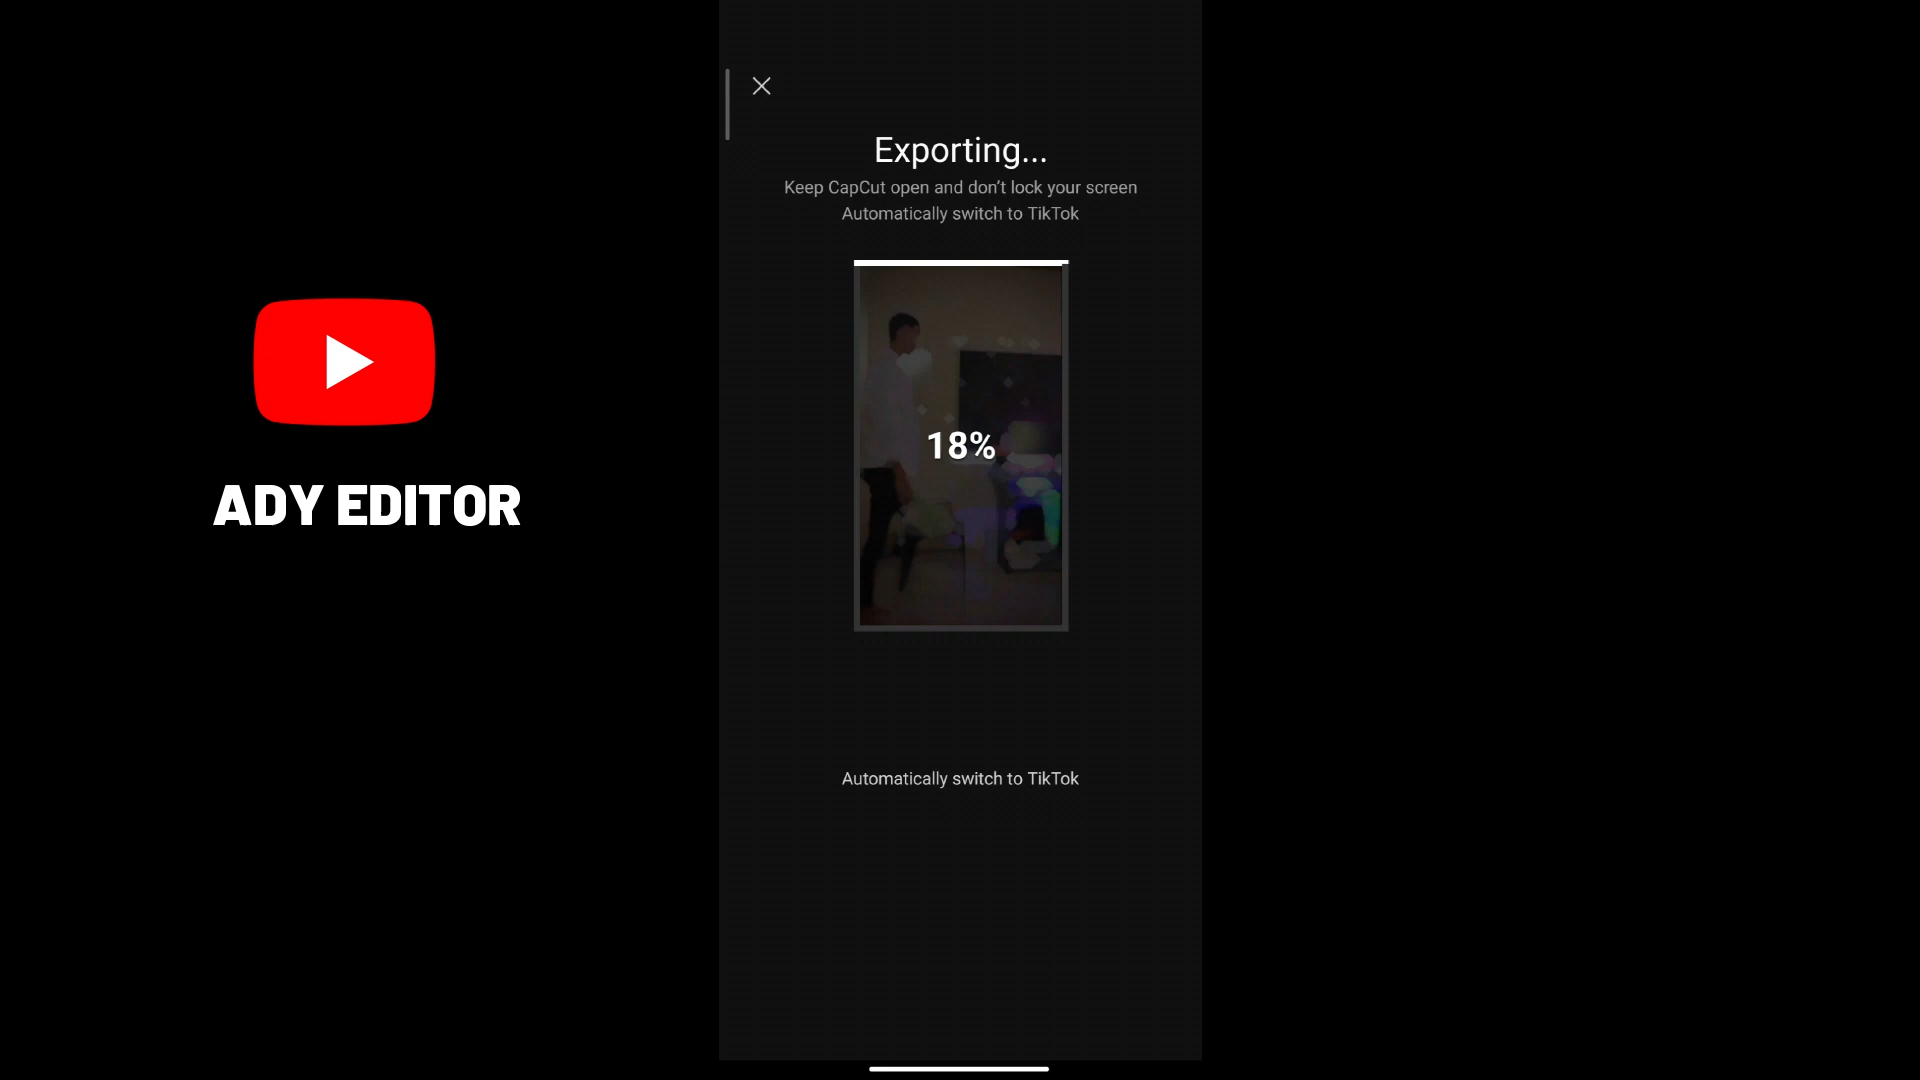 Exporting...
Keep CapCut open and don’t lock your screen
Automatically switch to TikTok
18%
ADY EDITOR
Automatically switch to TikTok